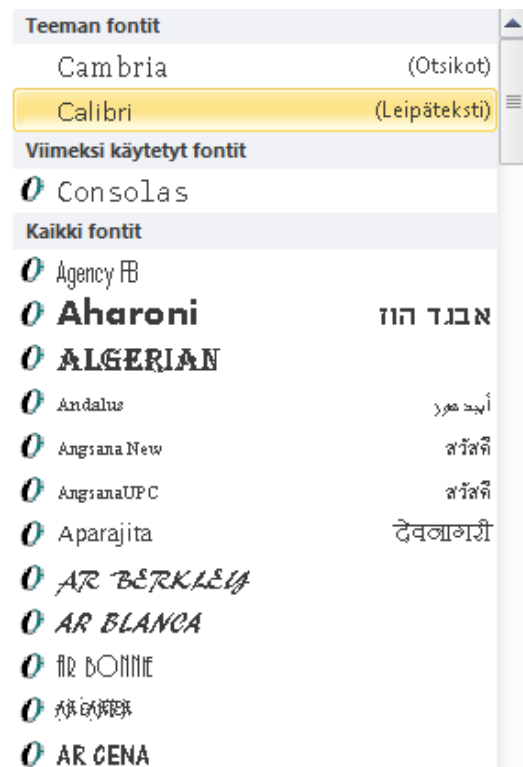 Teeman fontit
Cambria (Otsikot)
Calibri (Leipäteksti)
Viimeksi käytetyt fontit
Consolas
Kaikki fontit
Agency FB
Aharoni אבגד הוז
ALGERIAN
Andalus أبجد هوز
Angsana New สวัสดี
AngsanaUPC สวัสดี
Aparajita देवनागरी
AR BERKLEY
AR BLANCA
AR BONNIE
AR CENA